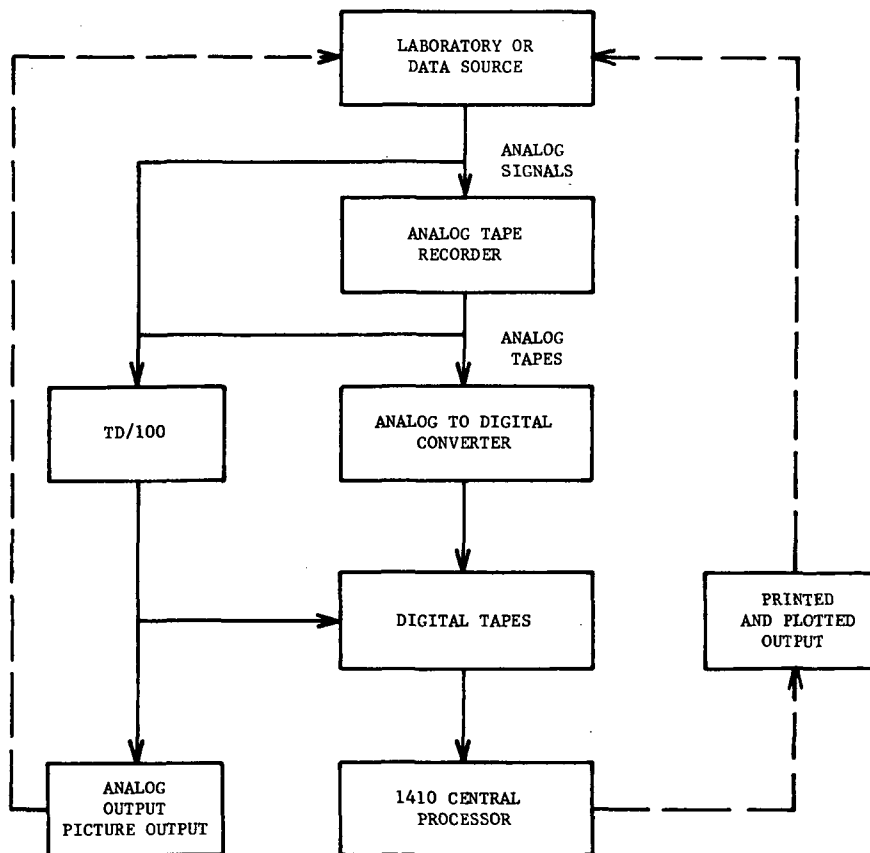 LABORATORY OR
DATA SOURCE
ANALOG
SIGNALS
ANALOG TAPE
RECORDER
ANALOG
TAPES
TD/100
ANALOG TO DIGITAL
CONVERTER
DIGITAL TAPES
PRINTED
AND PLOTTED
OUTPUT
ANALOG
OUTPUT
PICTURE OUTPUT
1410 CENTRAL
PROCESSOR